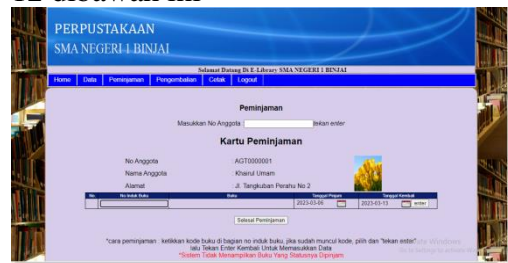 12 dibawah ini
PERPUSTAKAAN
SMA NEGERI 1 BINJAI
Selamat Datang Di E-Library SMA NEGERI 1 BINJAI
Home Data Peminjaman Pengembalian Cetak Logout
Peminjaman
Masukkan No Anggota : tekan enter
Kartu Peminjaman
No Anggota : AGT0000001
Nama Anggota : Khairul Umam
Alamat : Jl. Tangkuban Perahu No 2
No. No Induk Buku Buku Tanggal Pinjam Tanggal Kembali
2023-03-06 2023-03-13 enter
Selesai Peminjaman
*cara peminjaman : ketikkan kode buku di bagian no induk buku, jika sudah muncul kode, pilih dan "tekan enter"
lalu Tekan Enter Kembali Untuk Memasukkan Data
*Sistem Tidak Menampilkan Buku Yang Statusnya Dipinjam